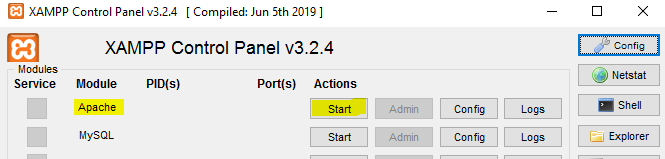 XAMPP Control Panel v3.2.4 [ Compiled: Jun 5th 2019 ]
XAMPP Control Panel v3.2.4
Config
Modules
Service Module PID(s) Port(s) Actions
Netstat
Apache Start Admin Config Logs
Shell
MySQL Start Admin Config Logs
Explorer